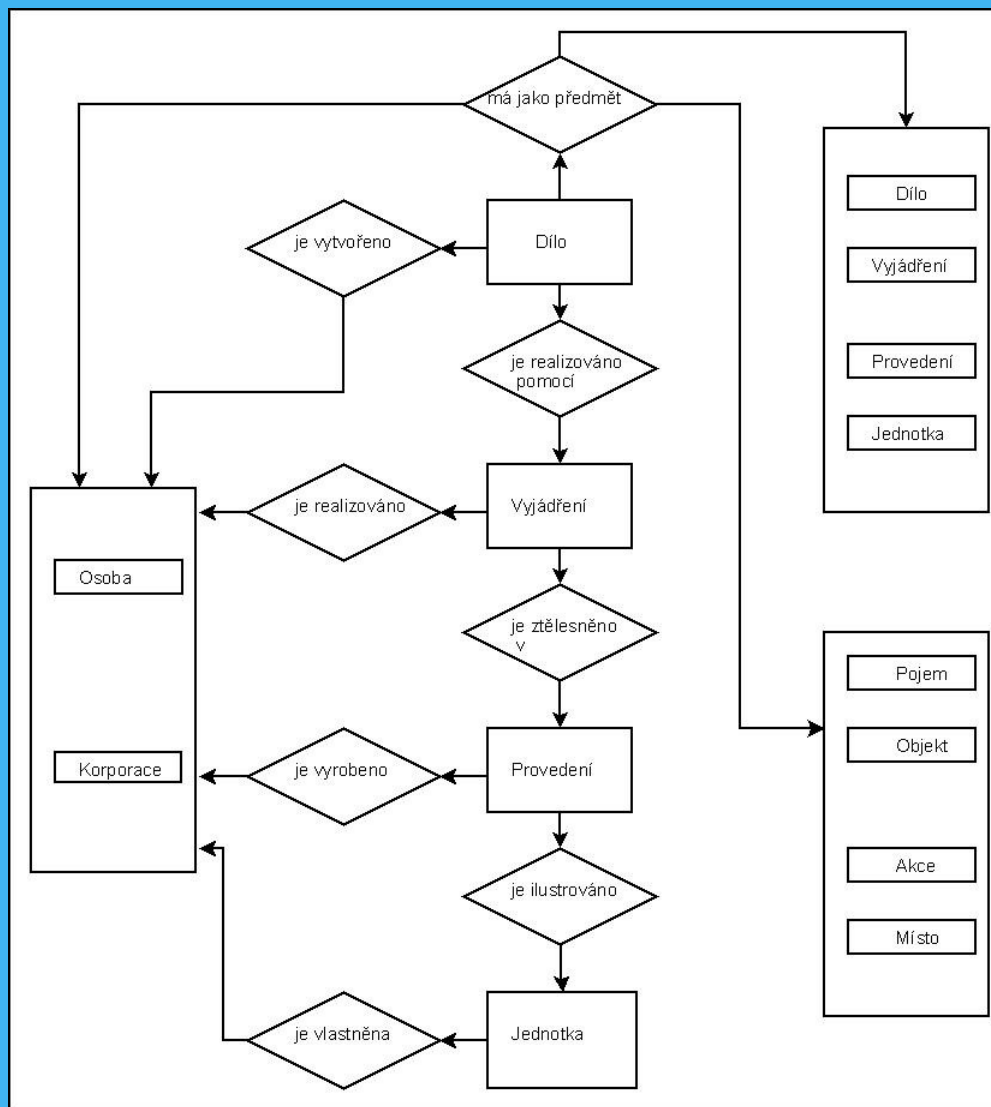 má jako předmět
Dílo
je vytvořeno
Dílo
Vyjádření
je realizováno
pomocí
Provedení
Jednotka
je realizováno
Vyjádření
Osoba
je ztělesněno
v
Pojem
Objekt
Korporace
je vyrobeno
Provedení
Akce
je ilustrováno
Místo
je vlastněna
Jednotka